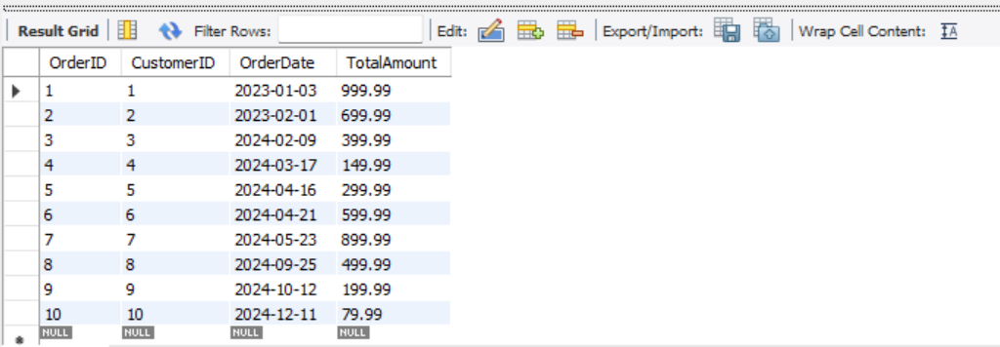 Result Grid Filter Rows: Edit: Export/Import: Wrap Cell Content: IA
OrderID CustomerID OrderDate TotalAmount
1 1 2023-01-03 999.99
2 2 2023-02-01 699.99
3 3 2024-02-09 399.99
4 4 2024-03-17 149.99
5 5 2024-04-16 299.99
6 6 2024-04-21 599.99
7 7 2024-05-23 899.99
8 8 2024-09-25 499.99
9 9 2024-10-12 199.99
10 10 2024-12-11 79.99
NULL NULL NULL NULL